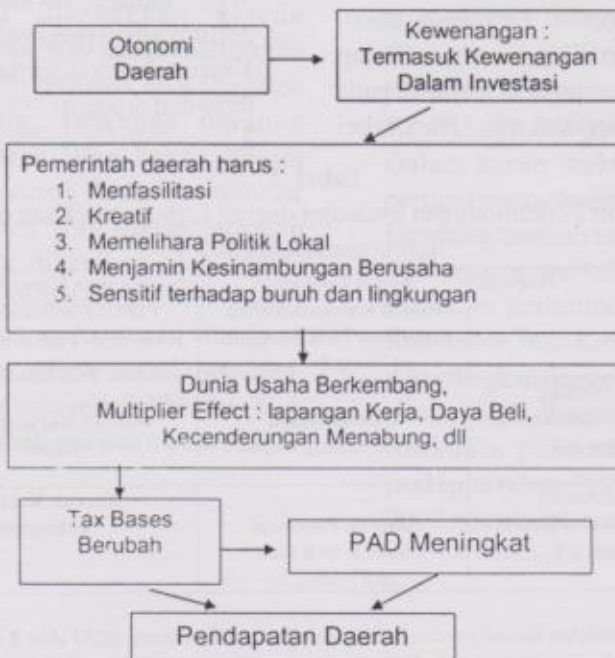 Otonomi
Daerah
Kewenangan :
Termasuk Kewenangan
Dalam Investasi
Pemerintah daerah harus :
1. Menfasilitasi
2. Kreatif
3. Memelihara Politik Lokal
4. Menjamin Kesinambungan Berusaha
5. Sensitif terhadap buruh dan lingkungan
Dunia Usaha Berkembang,
Multiplier Effect : lapangan Kerja, Daya Beli,
Kecenderungan Menabung, dll
Tax Bases
Berubah
PAD Meningkat
Pendapatan Daerah